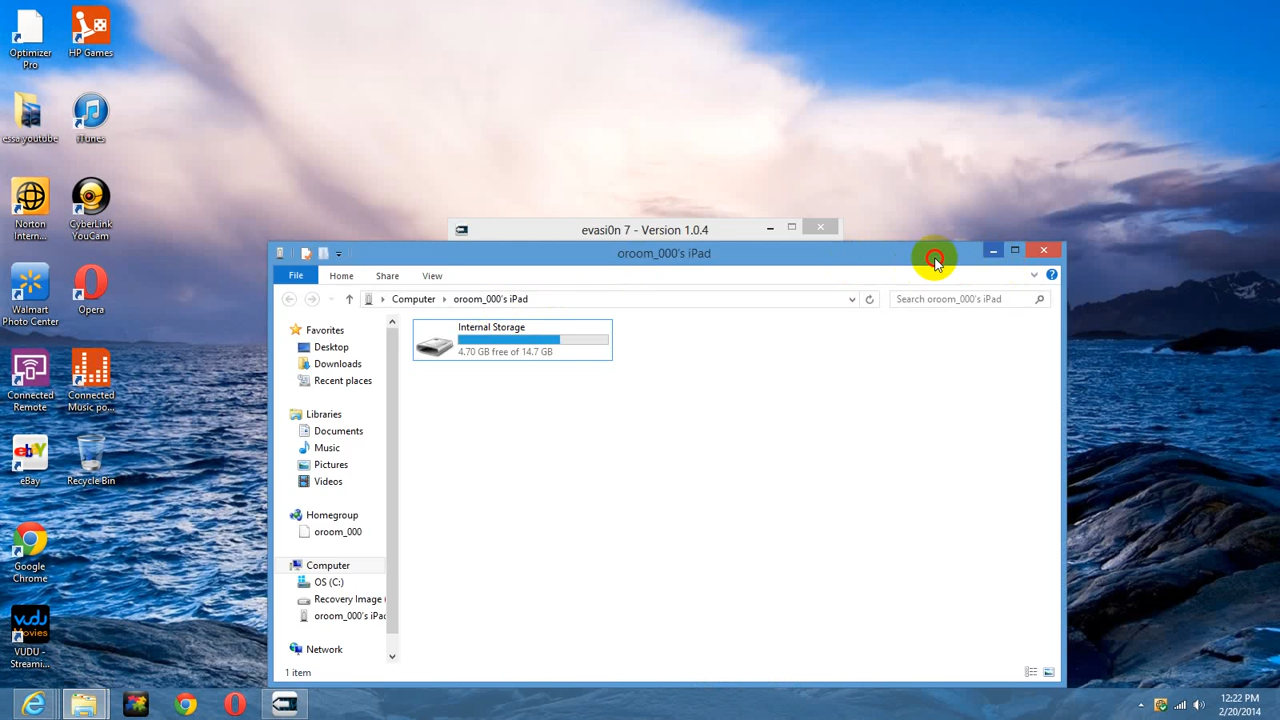 Optimizer
Pro
HP Games
essa youtube
iTunes
Norton
Intern...
CyberLink
YouCam
Walmart
Photo Center
Opera
Connected
Remote
Connected
Music po...
ebay
eBay
Recycle Bin
Google
Chrome
vudu
Movies
VUDU -
Streami...
evasi0n 7 - Version 1.0.4
oroom_000's iPad
File
Home
Share
View
Computer
oroom_000's iPad
Search oroom_000's iPad
Favorites
Desktop
Downloads
Recent places
Libraries
Documents
Music
Pictures
Videos
Homegroup
oroom_000
Computer
OS (C:)
Recovery Image (
oroom_000's iPad
Network
Internal Storage
4.70 GB free of 14.7 GB
1 item
12:22 PM
2/20/2014